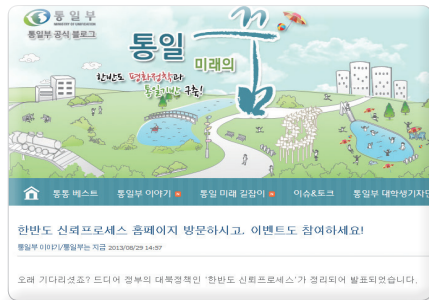 통일부
MINISTRY OF UNIFICATION
통일부 공식 블로그
통일 미래의 꿈
한반도 평화정착과
통일기반 구축!
통통 베스트 통일부 이야기 통일 미래 길잡이 이슈&토크 통일부 대학생기자단
한반도 신뢰프로세스 홈페이지 방문하시고, 이벤트도 참여하세요!
통일부 이야기/통일부는 지금 2013/08/29 14:57
오래 기다리셨죠? 드디어 정부의 대북정책인 '한반도 신뢰프로세스'가 정리되어 발표되었습니다.